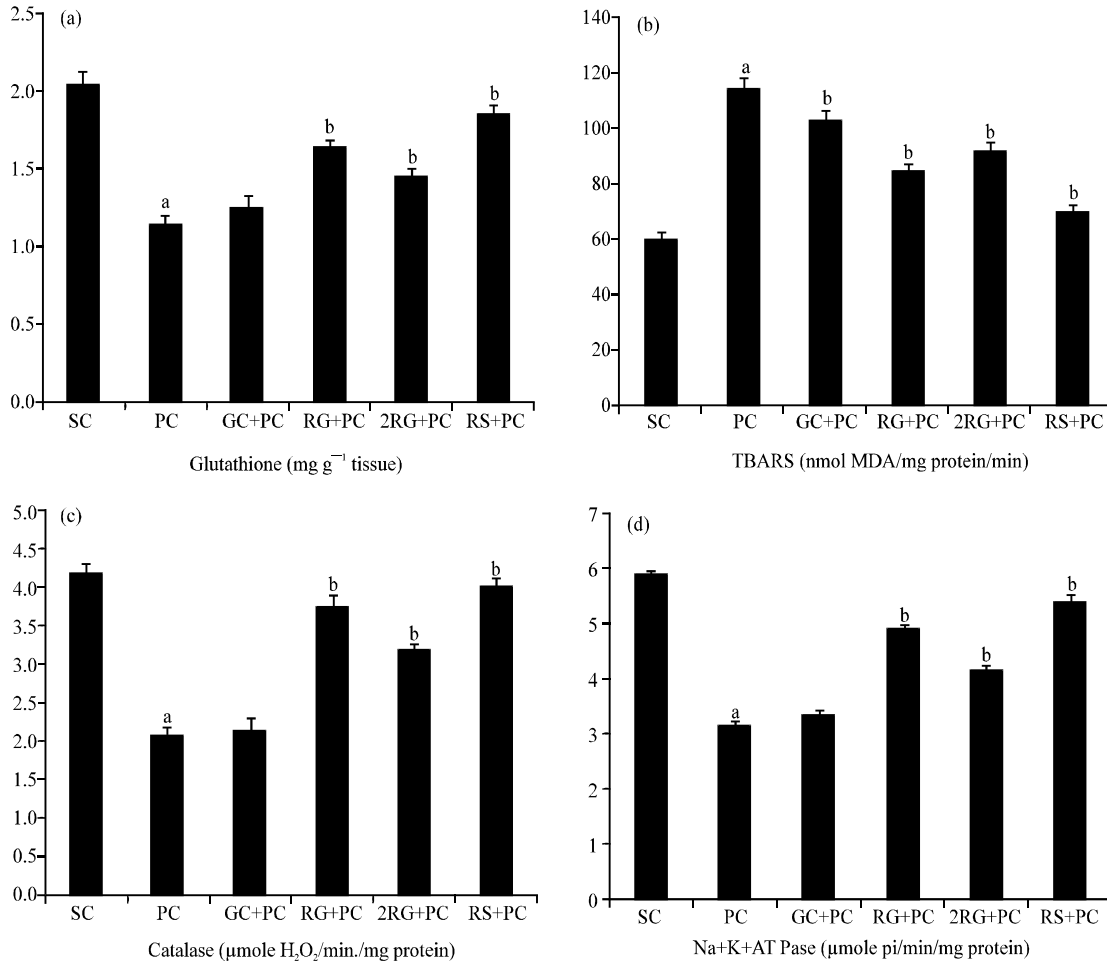 (a)
2.5
2.0
1.5
1.0
0.5
0.0
a
b
b
b
SC PC GC+PC RG+PC 2RG+PC RS+PC
Glutathione (mg g⁻¹ tissue)
(b)
140
120
100
80
60
40
20
0
a
b
b
b
b
SC PC GC+PC RG+PC 2RG+PC RS+PC
TBARS (nmol MDA/mg protein/min)
(c)
5.0
4.5
4.0
3.5
3.0
2.5
2.0
1.5
1.0
0.5
0.0
a
b
b
b
SC PC GC+PC RG+PC 2RG+PC RS+PC
Catalase (µmole H₂O₂/min./mg protein)
(d)
7
6
5
4
3
2
1
0
a
b
b
b
SC PC GC+PC RG+PC 2RG+PC RS+PC
Na+K+AT Pase (µmole pi/min/mg protein)